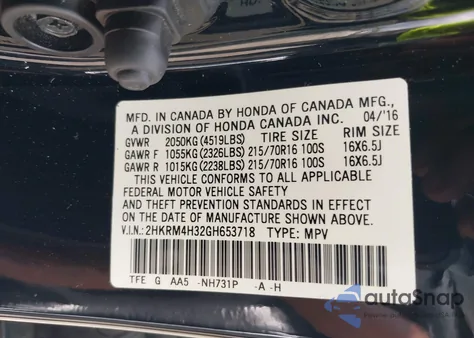 MFD. IN CANADA BY HONDA OF CANADA MFG.,
A DIVISION OF HONDA CANADA INC. 04/'16
GVWR 2050KG (4519LBS) TIRE SIZE RIM SIZE
GAWR F 1055KG (2326LBS) 215/70R16 100S 16X6.5J
GAWR R 1015KG (2238LBS) 215/70R16 100S 16X6.5J
THIS VEHICLE CONFORMS TO ALL APPLICABLE
FEDERAL MOTOR VEHICLE SAFETY
AND THEFT PREVENTION STANDARDS IN EFFECT
ON THE DATE OF MANUFACTURE SHOWN ABOVE.
V.I.N.: 2HKRM4H32GH653718 TYPE: MPV
TFE G AA5 -NH731P -A -H
autoSnap